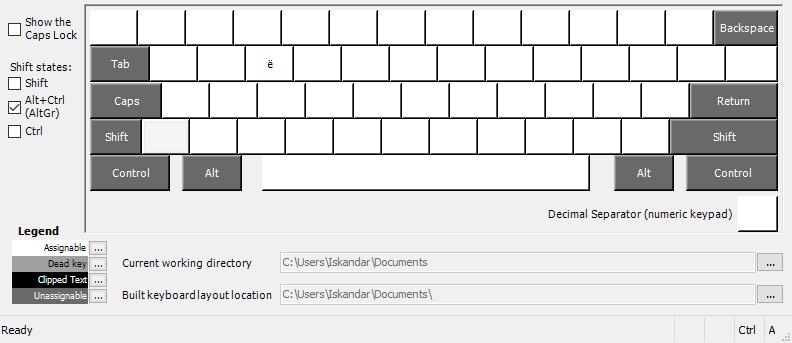 Show the
Caps Lock
Backspace
Shift states:
Tab
ë
Shift
Alt+Ctrl
(AltGr)
Caps
Return
Ctrl
Shift
Shift
Control
Alt
Alt
Control
Decimal Separator (numeric keypad)
Legend
Assignable ...
Dead key ...
Current working directory C:\Users\Iskandar\Documents ...
Clipped Text ...
Unassignable ...
Built keyboard layout location C:\Users\Iskandar\Documents\ ...
Ready
Ctrl
A